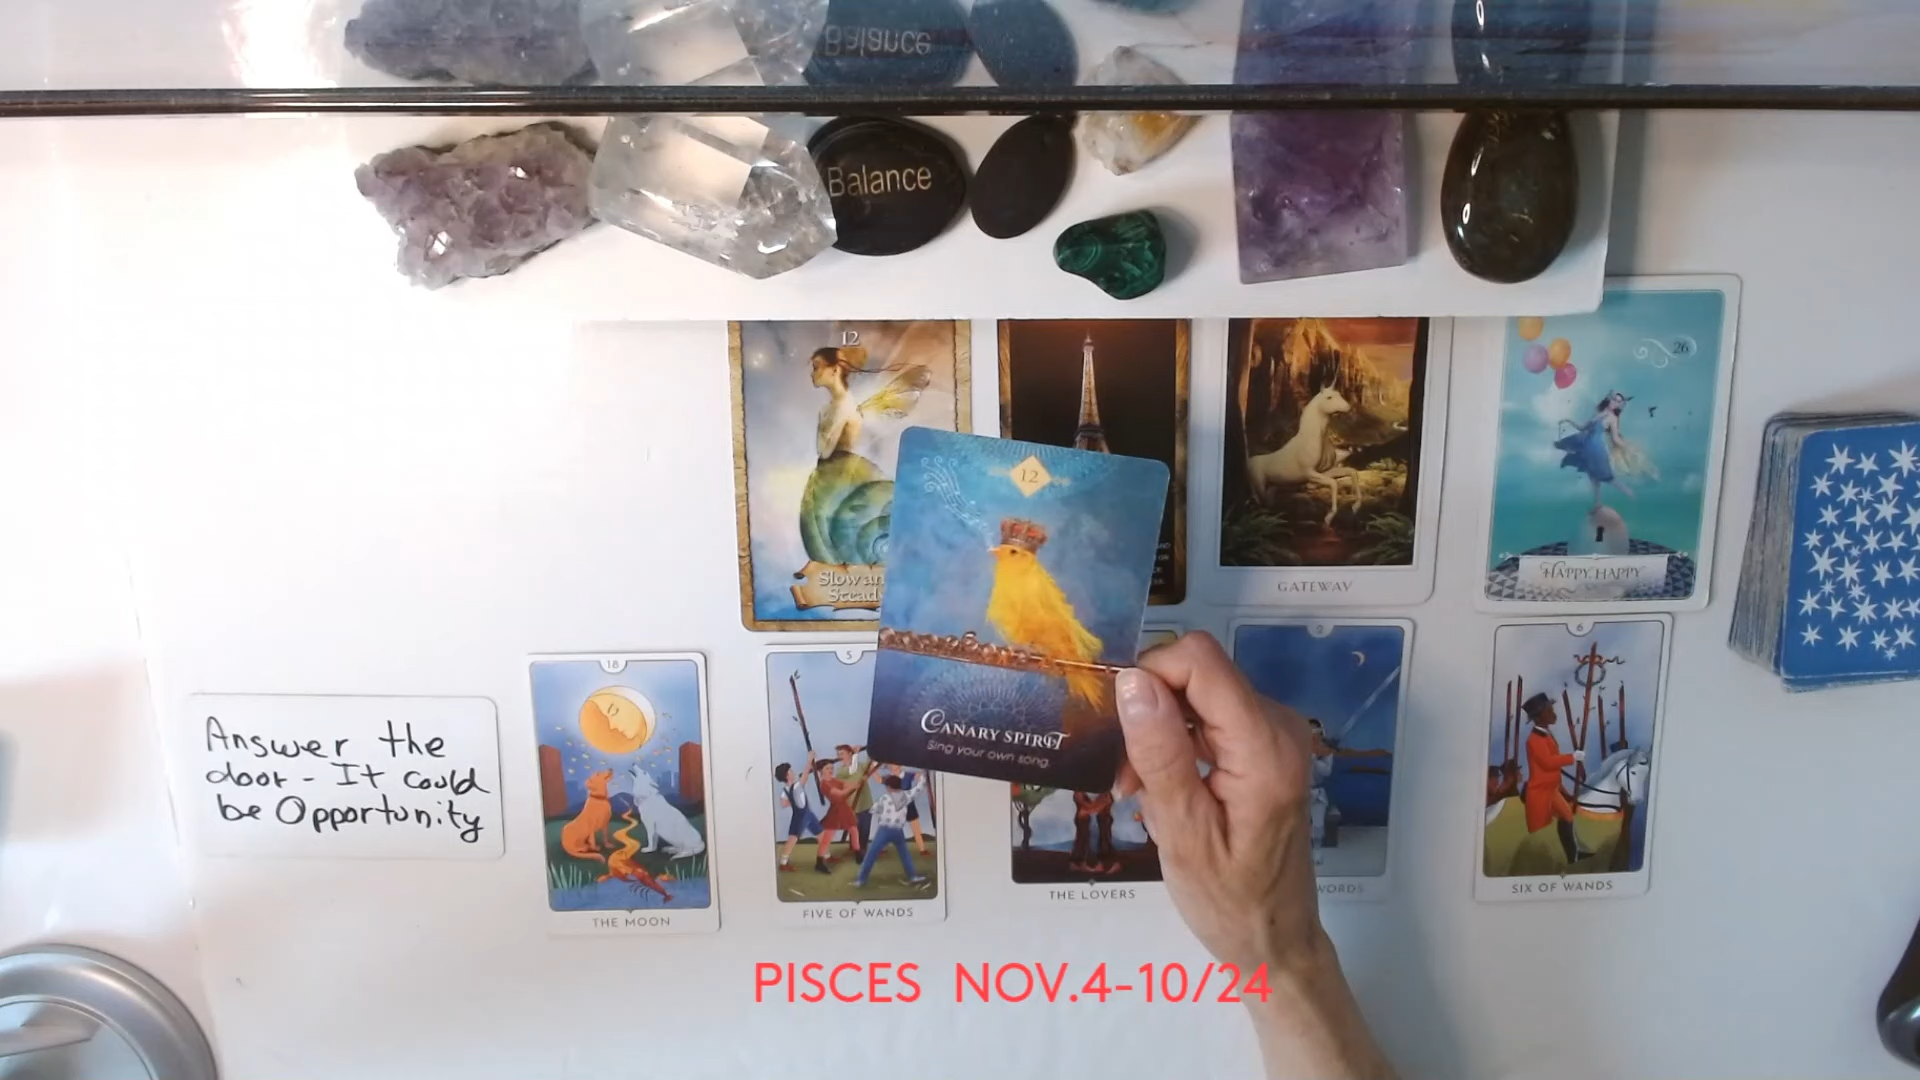 Balance
Balance
12
Slow an
Stead
12
CANARY SPIRIT
Sing your own song.
GATEWAY
26
HAPPY, HAPPY
Answer the
door - It could
be Opportunity
18
THE MOON
5
FIVE OF WANDS
THE LOVERS
2
WORDS
6
SIX OF WANDS
PISCES NOV.4-10/24